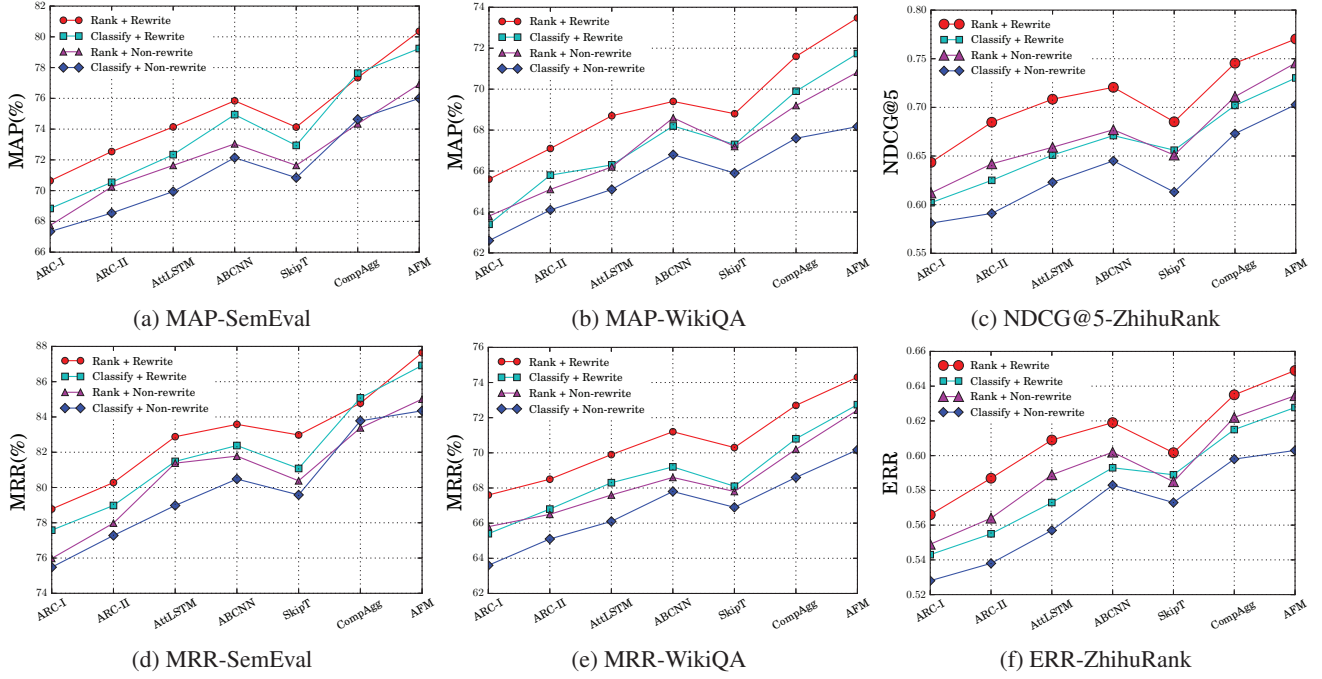 82
80
78
76
74
72
70
68
66
MAP(%)
Rank + Rewrite
Classify + Rewrite
Rank + Non-rewrite
Classify + Non-rewrite
ARC-I
ARC-II
AttLSTM
ABCNN
SkipT
CompAgg
AFM
(a) MAP-SemEval
74
72
70
68
66
64
62
MAP(%)
Rank + Rewrite
Classify + Rewrite
Rank + Non-rewrite
Classify + Non-rewrite
ARC-I
ARC-II
AttLSTM
ABCNN
SkipT
CompAgg
AFM
(b) MAP-WikiQA
0.80
0.75
0.70
0.65
0.60
0.55
NDCG@5
Rank + Rewrite
Classify + Rewrite
Rank + Non-rewrite
Classify + Non-rewrite
ARC-I
ARC-II
AttLSTM
ABCNN
SkipT
CompAgg
AFM
(c) NDCG@5-ZhihuRank
88
86
84
82
80
78
76
74
MRR(%)
Rank + Rewrite
Classify + Rewrite
Rank + Non-rewrite
Classify + Non-rewrite
ARC-I
ARC-II
AttLSTM
ABCNN
SkipT
CompAgg
AFM
(d) MRR-SemEval
76
74
72
70
68
66
64
62
MRR(%)
Rank + Rewrite
Classify + Rewrite
Rank + Non-rewrite
Classify + Non-rewrite
ARC-I
ARC-II
AttLSTM
ABCNN
SkipT
CompAgg
AFM
(e) MRR-WikiQA
0.66
0.64
0.62
0.60
0.58
0.56
0.54
0.52
ERR
Rank + Rewrite
Classify + Rewrite
Rank + Non-rewrite
Classify + Non-rewrite
ARC-I
ARC-II
AttLSTM
ABCNN
SkipT
CompAgg
AFM
(f) ERR-ZhihuRank